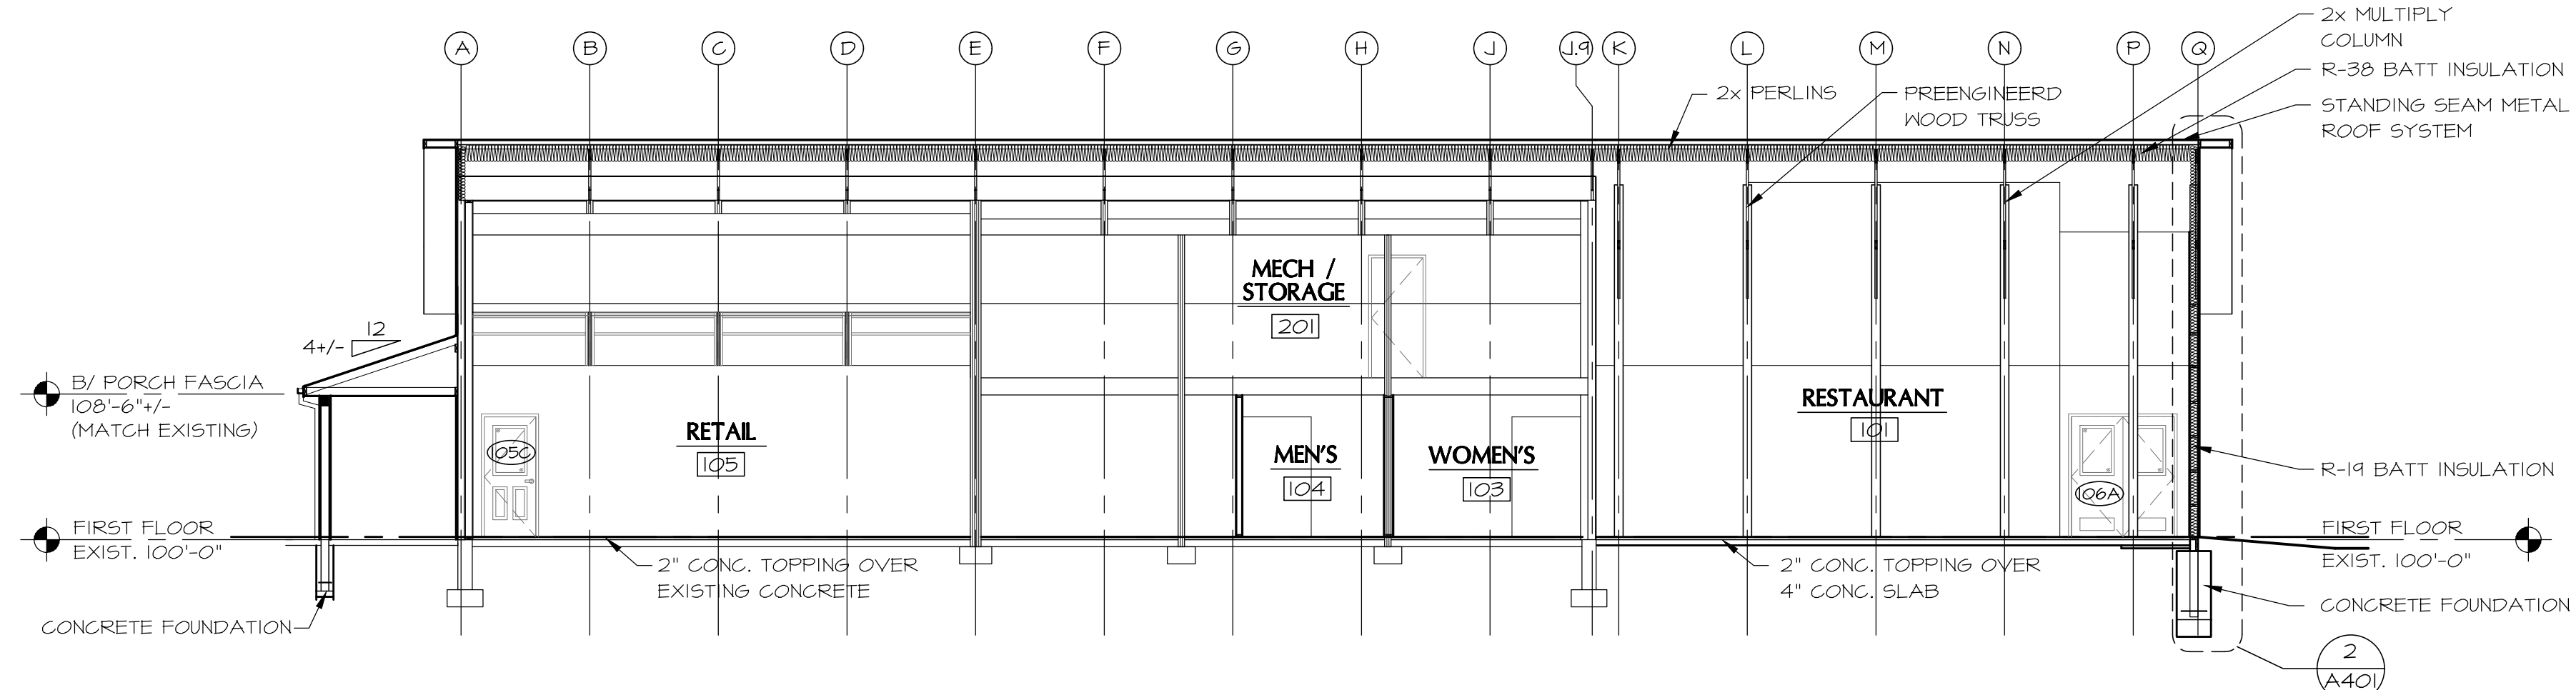 A B C D E F G H J J.9 K L M N P Q
2x MULTIPLY
COLUMN
R-38 BATT INSULATION
STANDING SEAM METAL
ROOF SYSTEM
2x PERLINS
PREENGINEERD
WOOD TRUSS
MECH /
STORAGE
201
12
4+/-
B/ PORCH FASCIA
108'-6"+/-
(MATCH EXISTING)
RETAIL
105
105C
MEN'S
104
WOMEN'S
103
RESTAURANT
101
106A
R-19 BATT INSULATION
FIRST FLOOR
EXIST. 100'-0"
FIRST FLOOR
EXIST. 100'-0"
2" CONC. TOPPING OVER
EXISTING CONCRETE
2" CONC. TOPPING OVER
4" CONC. SLAB
CONCRETE FOUNDATION
CONCRETE FOUNDATION
2
A401